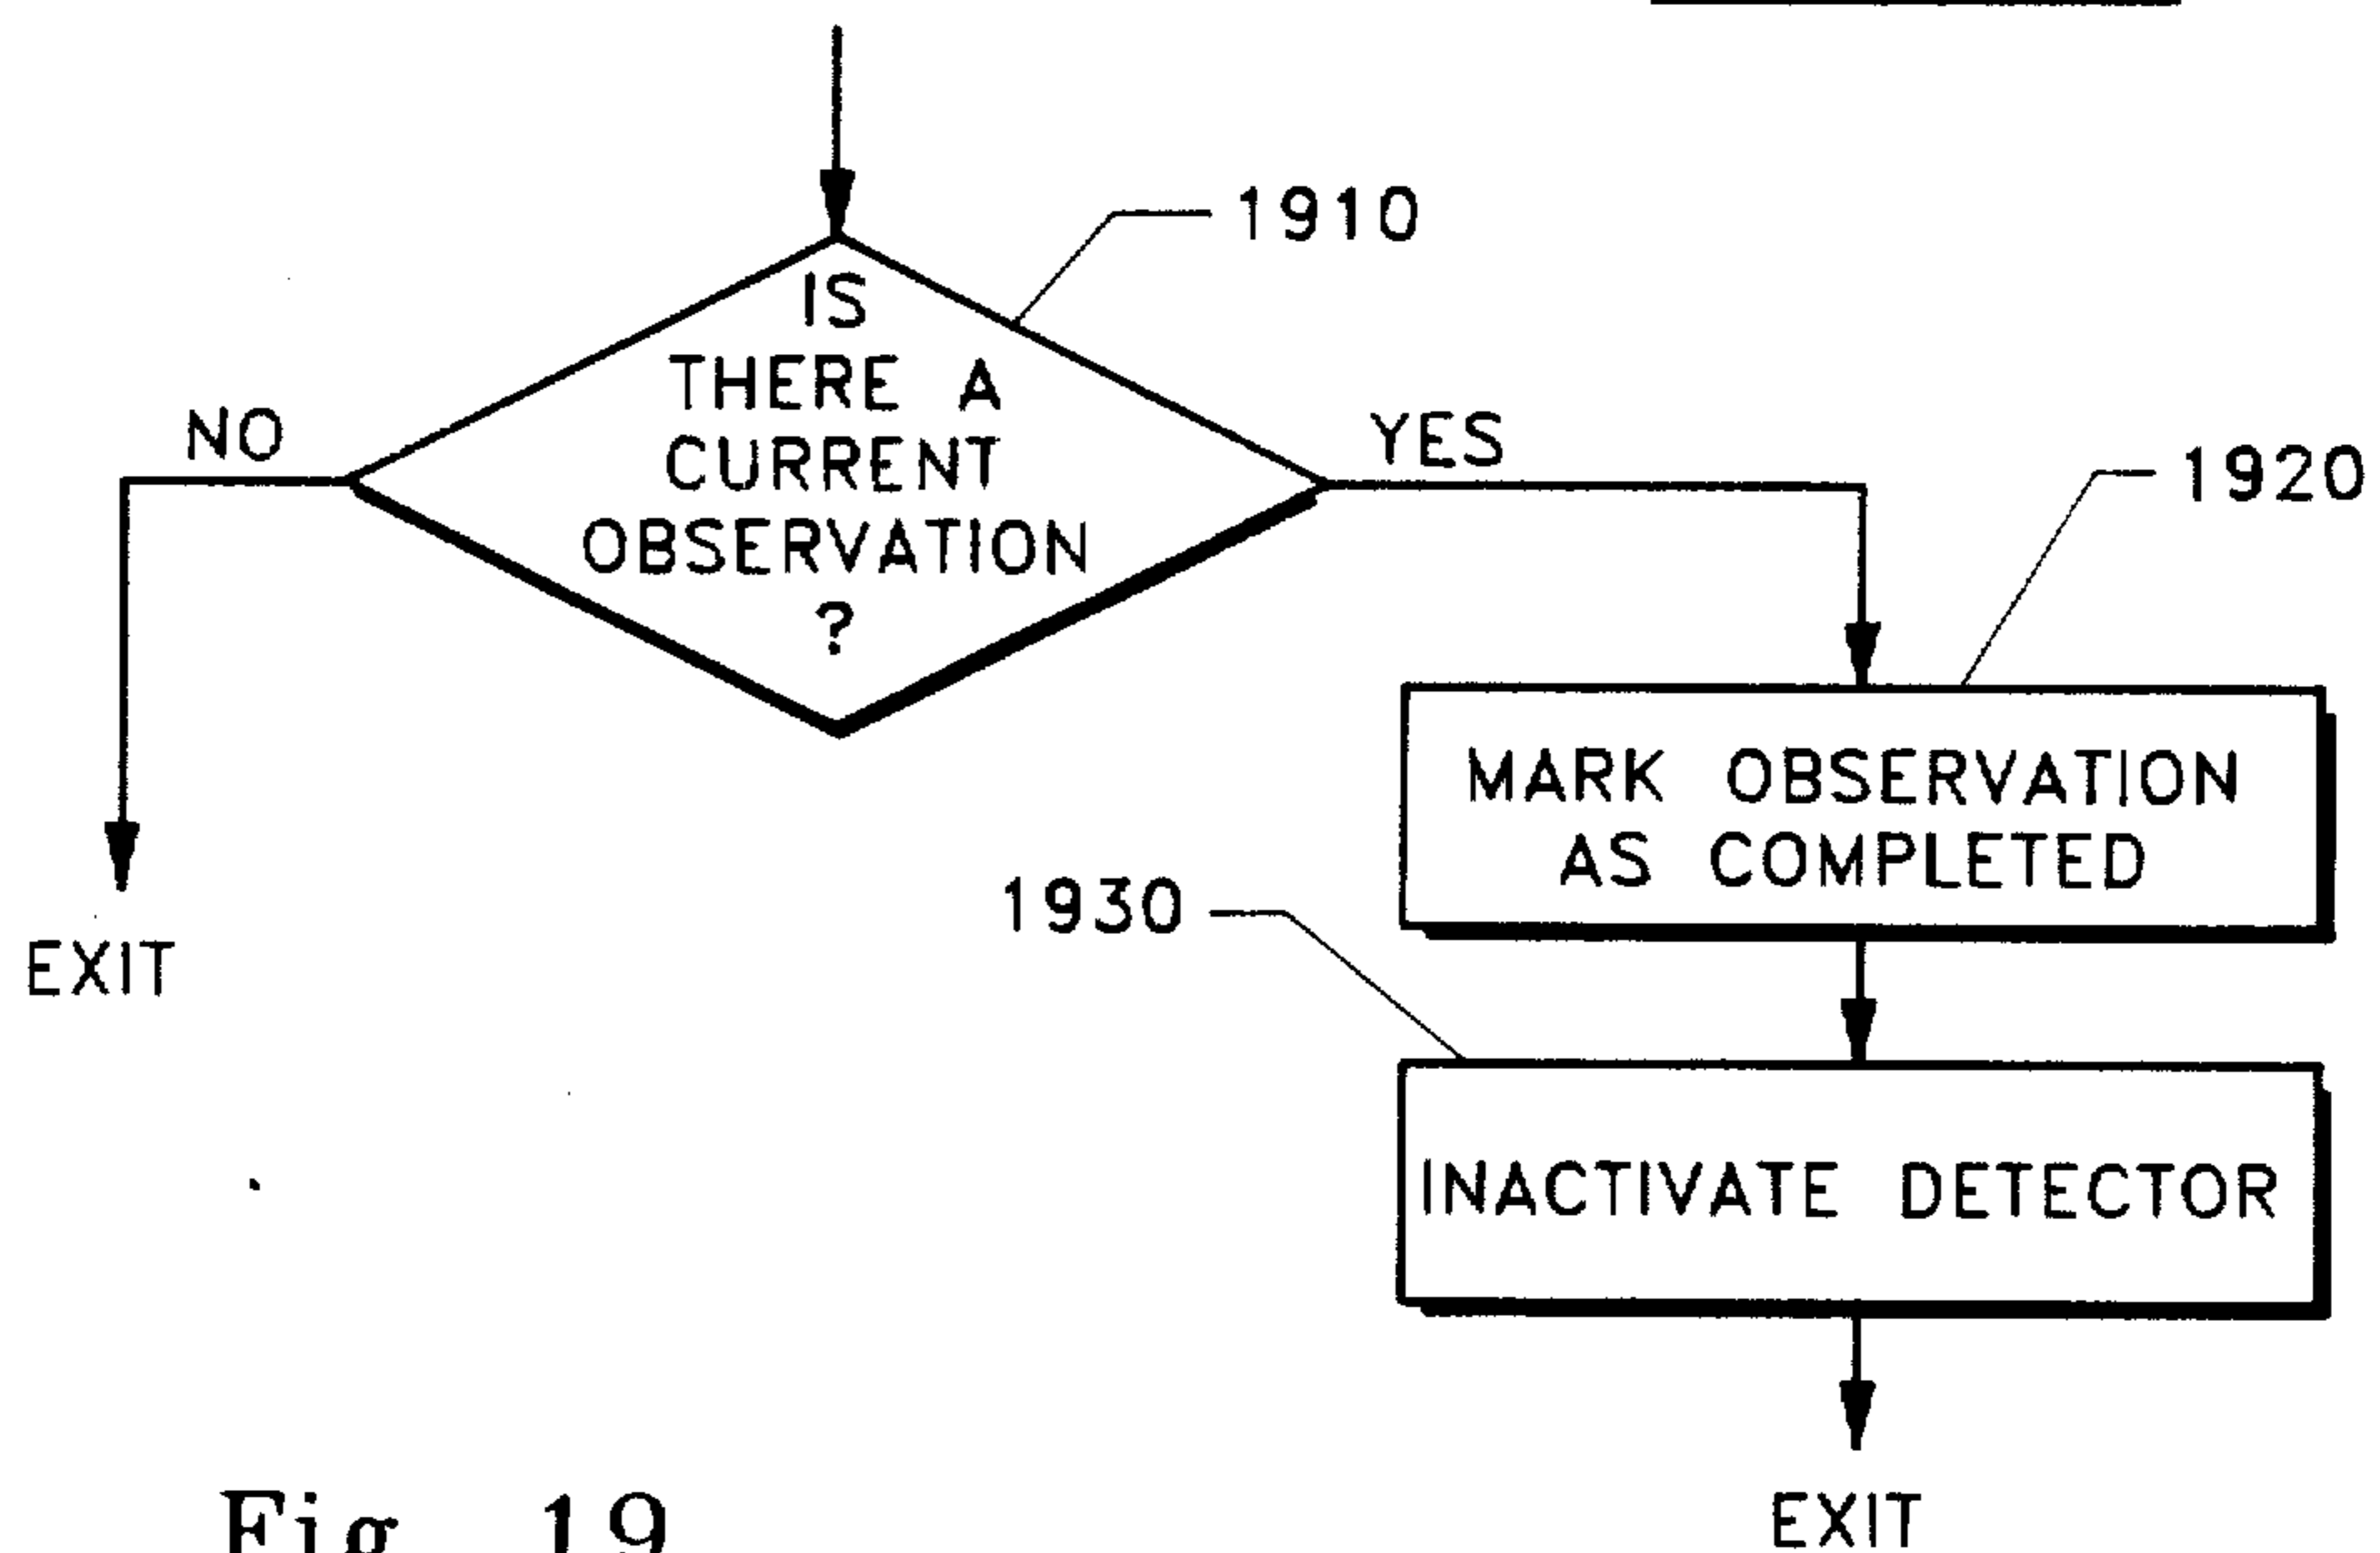 1910
IS
THERE A
CURRENT
OBSERVATION
?
NO
YES
1920
MARK OBSERVATION
AS COMPLETED
EXIT
1930
INACTIVATE DETECTOR
EXIT
Fig. 19